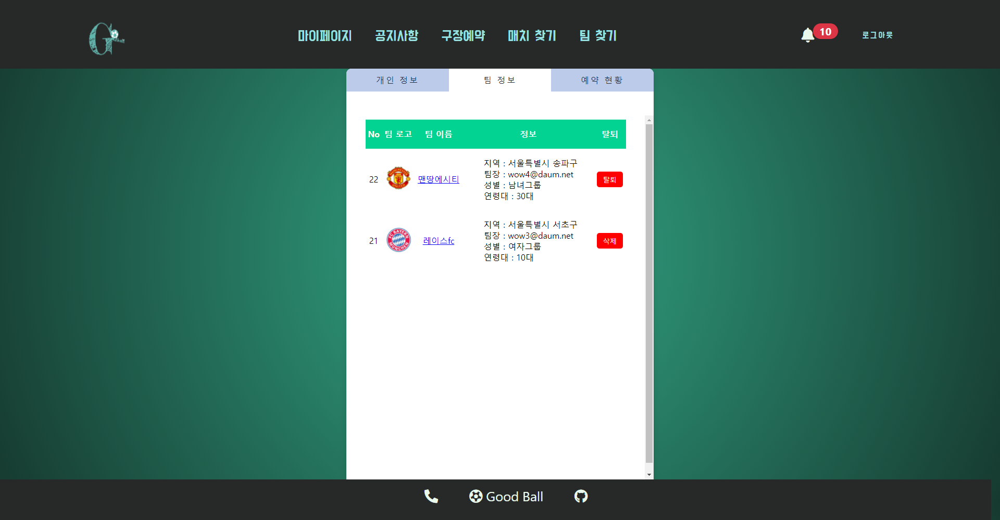 G ball
마이페이지 공지사항 구장예약 매치 찾기 팀 찾기
10
로그아웃
개인 정보 팀 정보 예약 현황
No 팀 로고 팀 이름 정보 탈퇴
22
MANCHESTER UNITED
맨땅에시티
지역 : 서울특별시 송파구
팀장 : wow4@daum.net
성별 : 남녀그룹
연령대 : 30대
탈퇴
21
FC BAYERN MÜNCHEN
레이스fc
지역 : 서울특별시 서초구
팀장 : wow3@daum.net
성별 : 여자그룹
연령대 : 10대
삭제
Good Ball